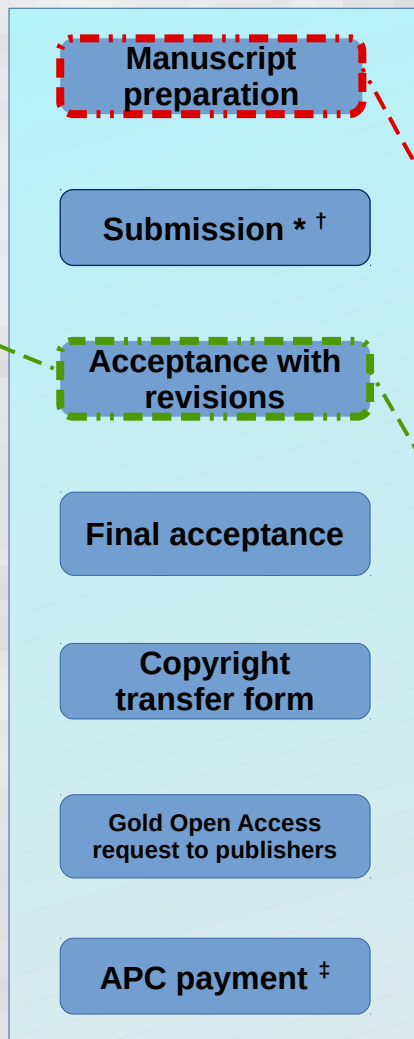 Manuscript
preparation
Submission * †
Acceptance with
revisions
Final acceptance
Copyright
transfer form
Gold Open Access
request to publishers
APC payment ‡